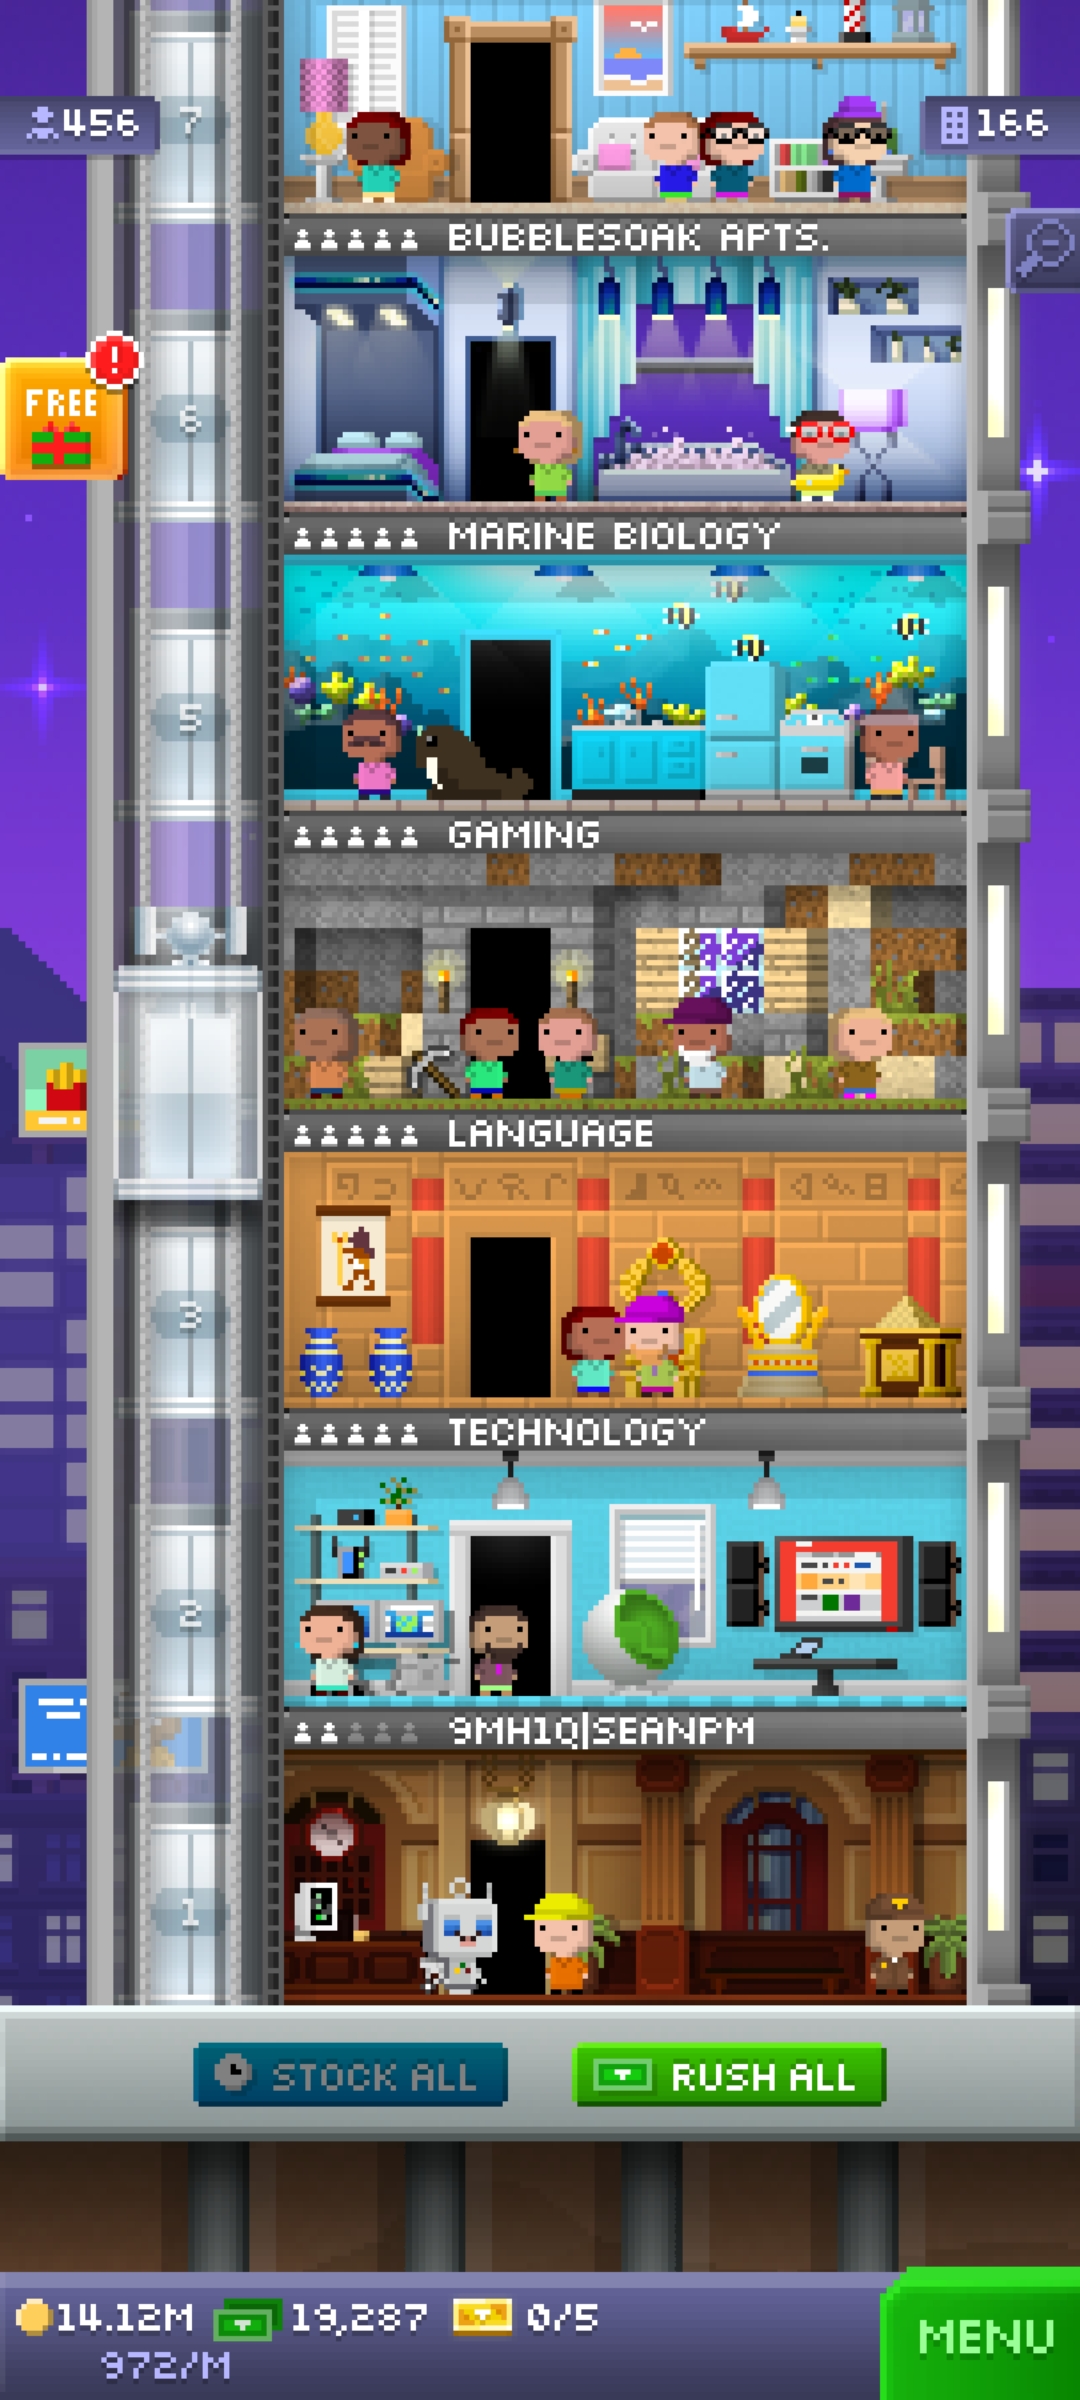 456
7
166
BUBBLESOAK APTS.
FREE
!
6
MARINE BIOLOGY
5
GAMING
LANGUAGE
3
TECHNOLOGY
2
9MH1Q|SEANPM
1
STOCK ALL
RUSH ALL
14.12M
19,287
0/5
972/M
MENU